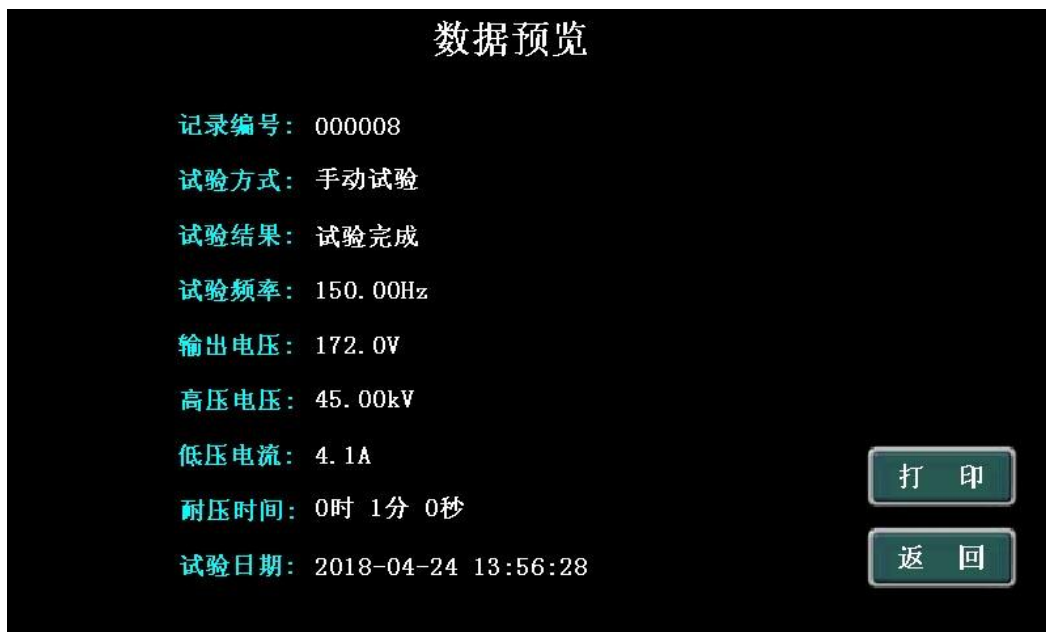 数据预览
记录编号: 000008
试验方式: 手动试验
试验结果: 试验完成
试验频率: 150.00Hz
输出电压: 172.0V
高压电压: 45.00kV
低压电流: 4.1A
耐压时间: 0时 1分 0秒
试验日期: 2018-04-24 13:56:28
打 印
返 回